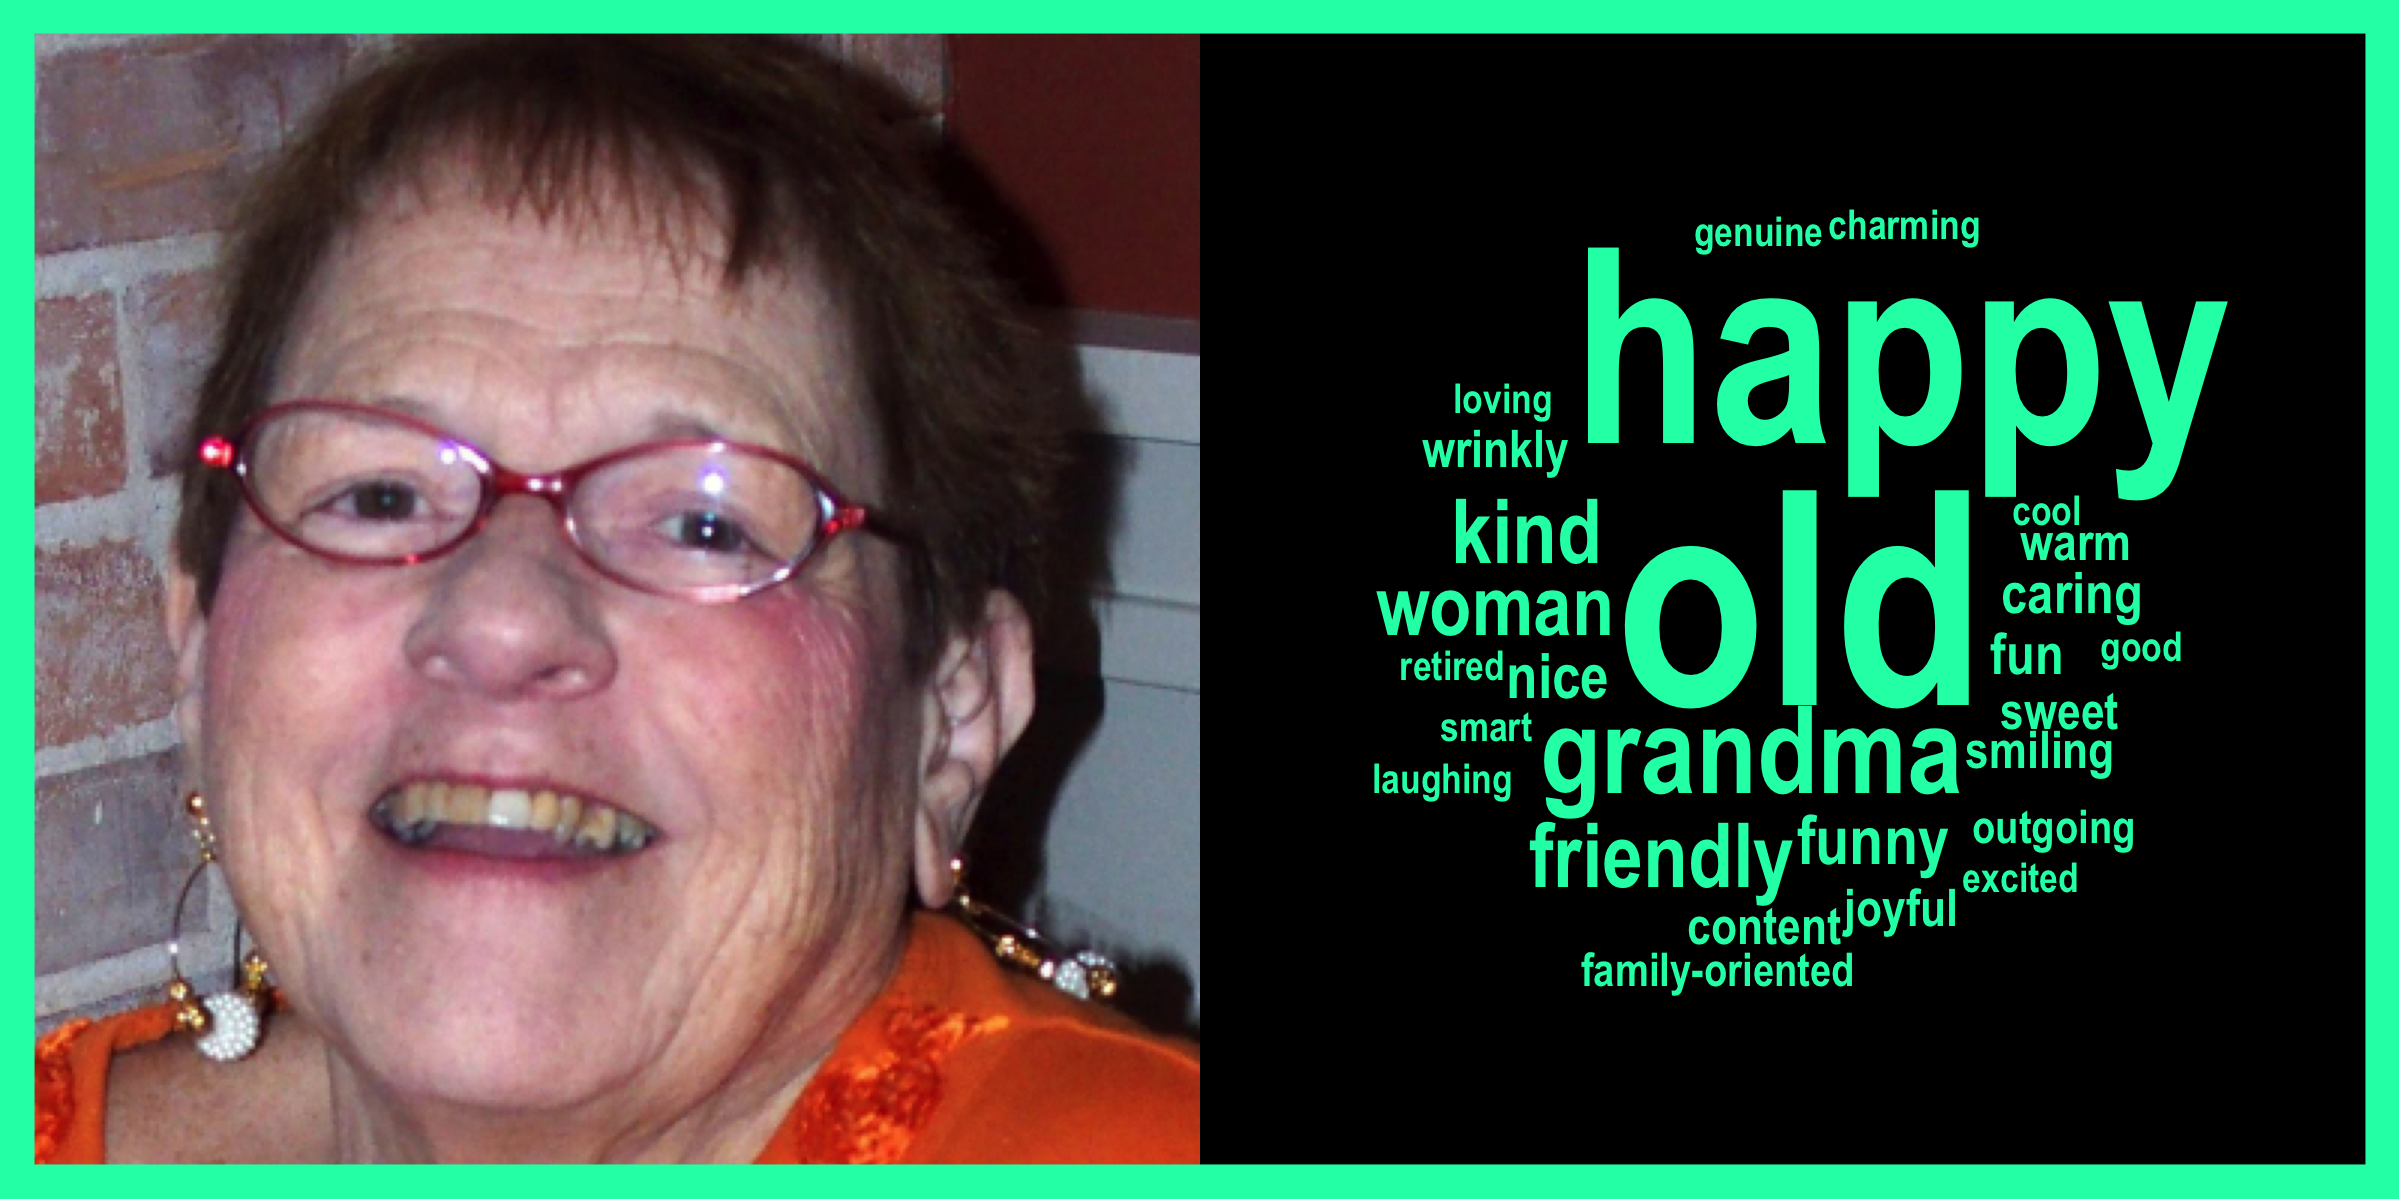 genuine charming
happy
loving
wrinkly
kind old cool
warm
woman caring
retired nice fun good
smart grandma sweet
smiling
laughing
friendly funny outgoing
excited
content joyful
family-oriented